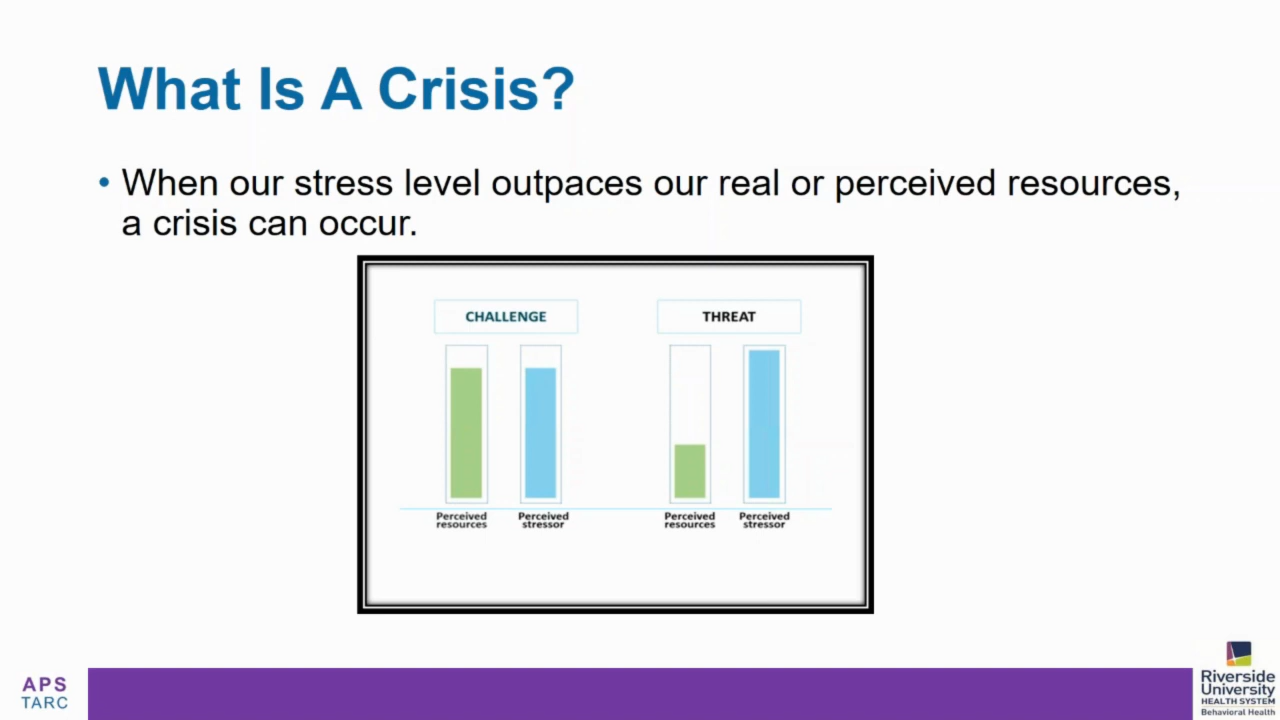 What Is A Crisis?
• When our stress level outpaces our real or perceived resources,
a crisis can occur.
CHALLENGE
THREAT
Perceived
resources
Perceived
stressor
Perceived
resources
Perceived
stressor
APS
TARC
Riverside
University
HEALTH SYSTEM
Behavioral Health